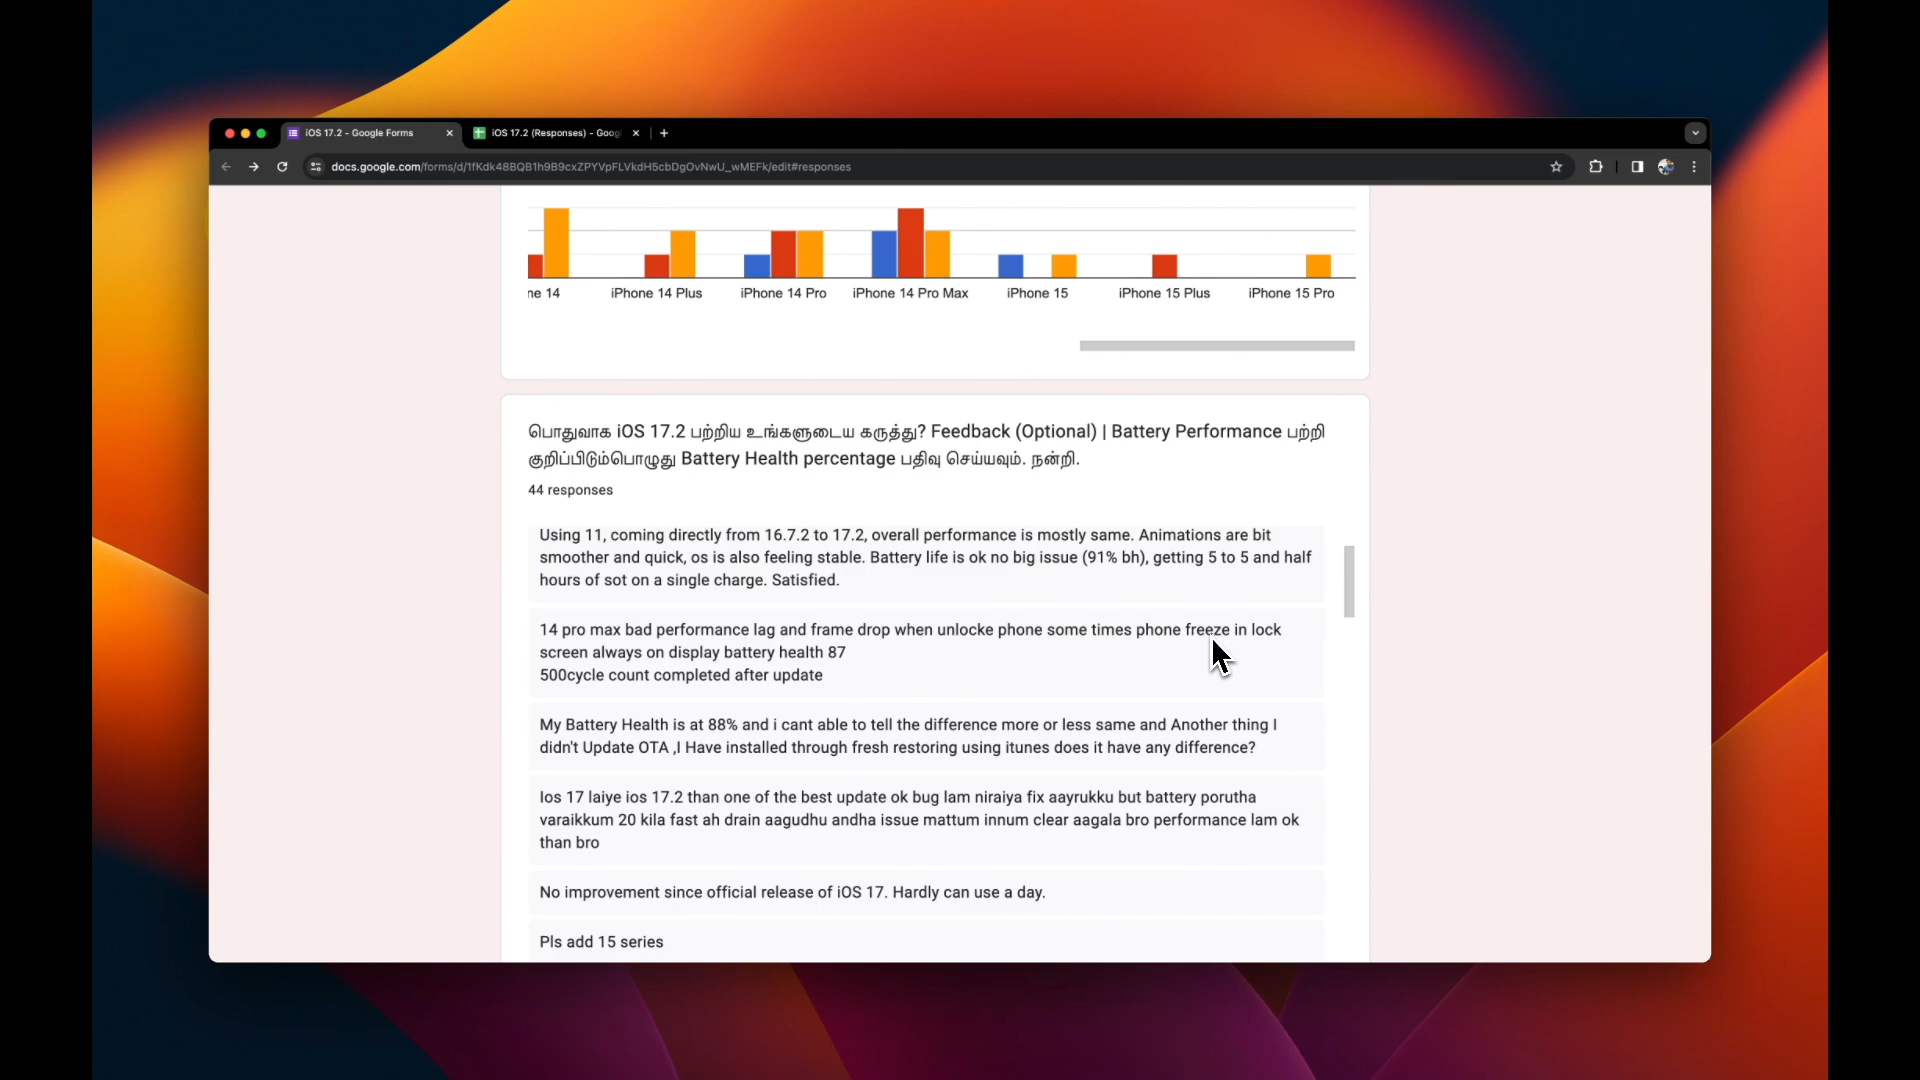 iOS 17.2 - Google Forms
iOS 17.2 (Responses) - Goog
docs.google.com/forms/d/1fKdk48BQB1h9B9cxZPYVpFLVkdH5cbDgOvNwU_wMEFk/edit#responses
ne 14
iPhone 14 Plus
iPhone 14 Pro
iPhone 14 Pro Max
iPhone 15
iPhone 15 Plus
iPhone 15 Pro
பொதுவாக iOS 17.2 பற்றிய உங்களுடைய கருத்து? Feedback (Optional) | Battery Performance பற்றி
குறிப்பிடும்பொழுது Battery Health percentage பதிவு செய்யவும். நன்றி.
44 responses
Using 11, coming directly from 16.7.2 to 17.2, overall performance is mostly same. Animations are bit
smoother and quick, os is also feeling stable. Battery life is ok no big issue (91% bh), getting 5 to 5 and half
hours of sot on a single charge. Satisfied.
14 pro max bad performance lag and frame drop when unlocke phone some times phone freeze in lock
screen always on display battery health 87
500cycle count completed after update
My Battery Health is at 88% and i cant able to tell the difference more or less same and Another thing I
didn't Update OTA ,I Have installed through fresh restoring using itunes does it have any difference?
Ios 17 laiye ios 17.2 than one of the best update ok bug lam niraiya fix aayrukku but battery porutha
varaikkum 20 kila fast ah drain aagudhu andha issue mattum innum clear aagala bro performance lam ok
than bro
No improvement since official release of iOS 17. Hardly can use a day.
Pls add 15 series